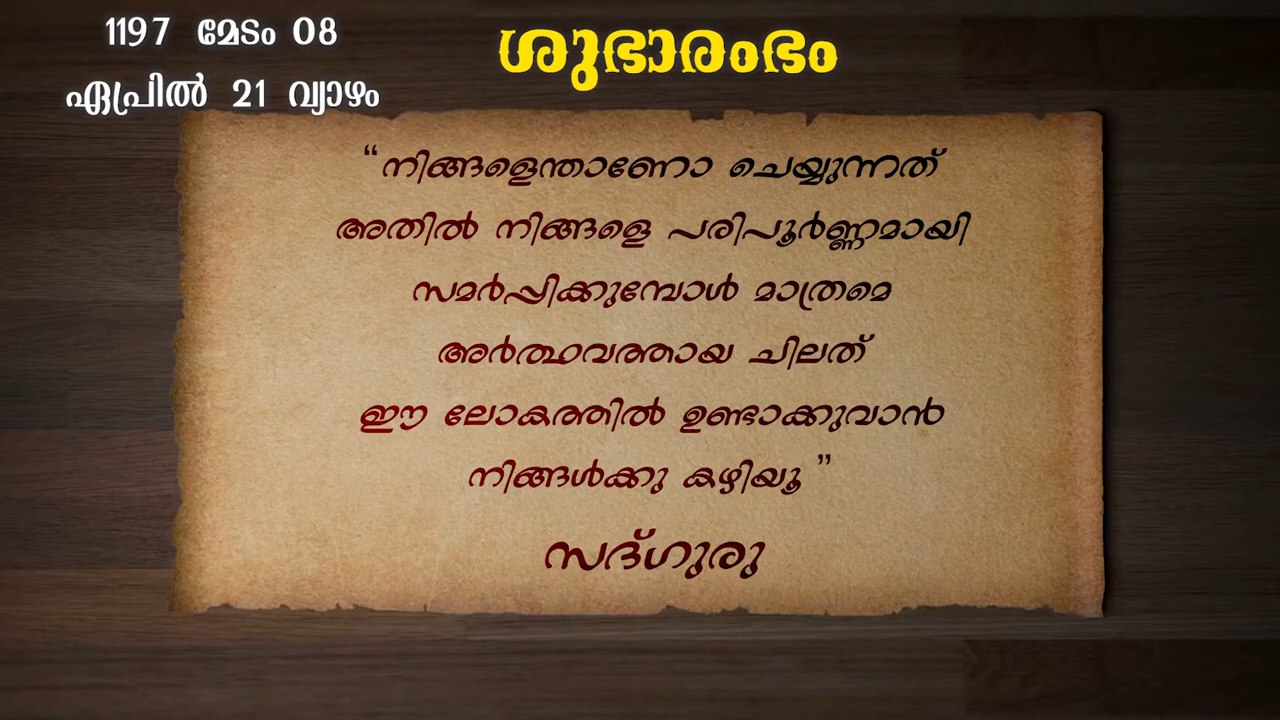 1197 മേടം 08
ഏപ്രിൽ 21 വ്യാഴം
ശുഭാരംഭം
“നിങ്ങളെന്താണോ ചെയ്യുന്നത്
അതിൽ നിങ്ങളെ പരിപൂർണ്ണമായി
സമർപ്പിക്കുമ്പോൾ മാത്രമെ
അർത്ഥവത്തായ ചിലത്
ഈ ലോകത്തിൽ ഉണ്ടാക്കുവാൻ
നിങ്ങൾക്കു കഴിയൂ ”
സദ്ഗുരു